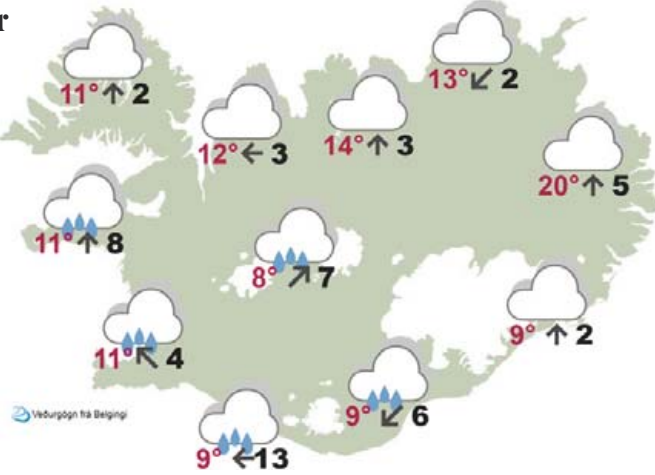 r
13° ↙ 2
11° ↑ 2
14° ↑ 3
12° ← 3
20° ↑ 5
11° ↑ 8
8° ↗ 7
9° ↑ 2
11° ↖ 4
9° ↙ 6
Veðurgögn frá Belgingi
9° ← 13